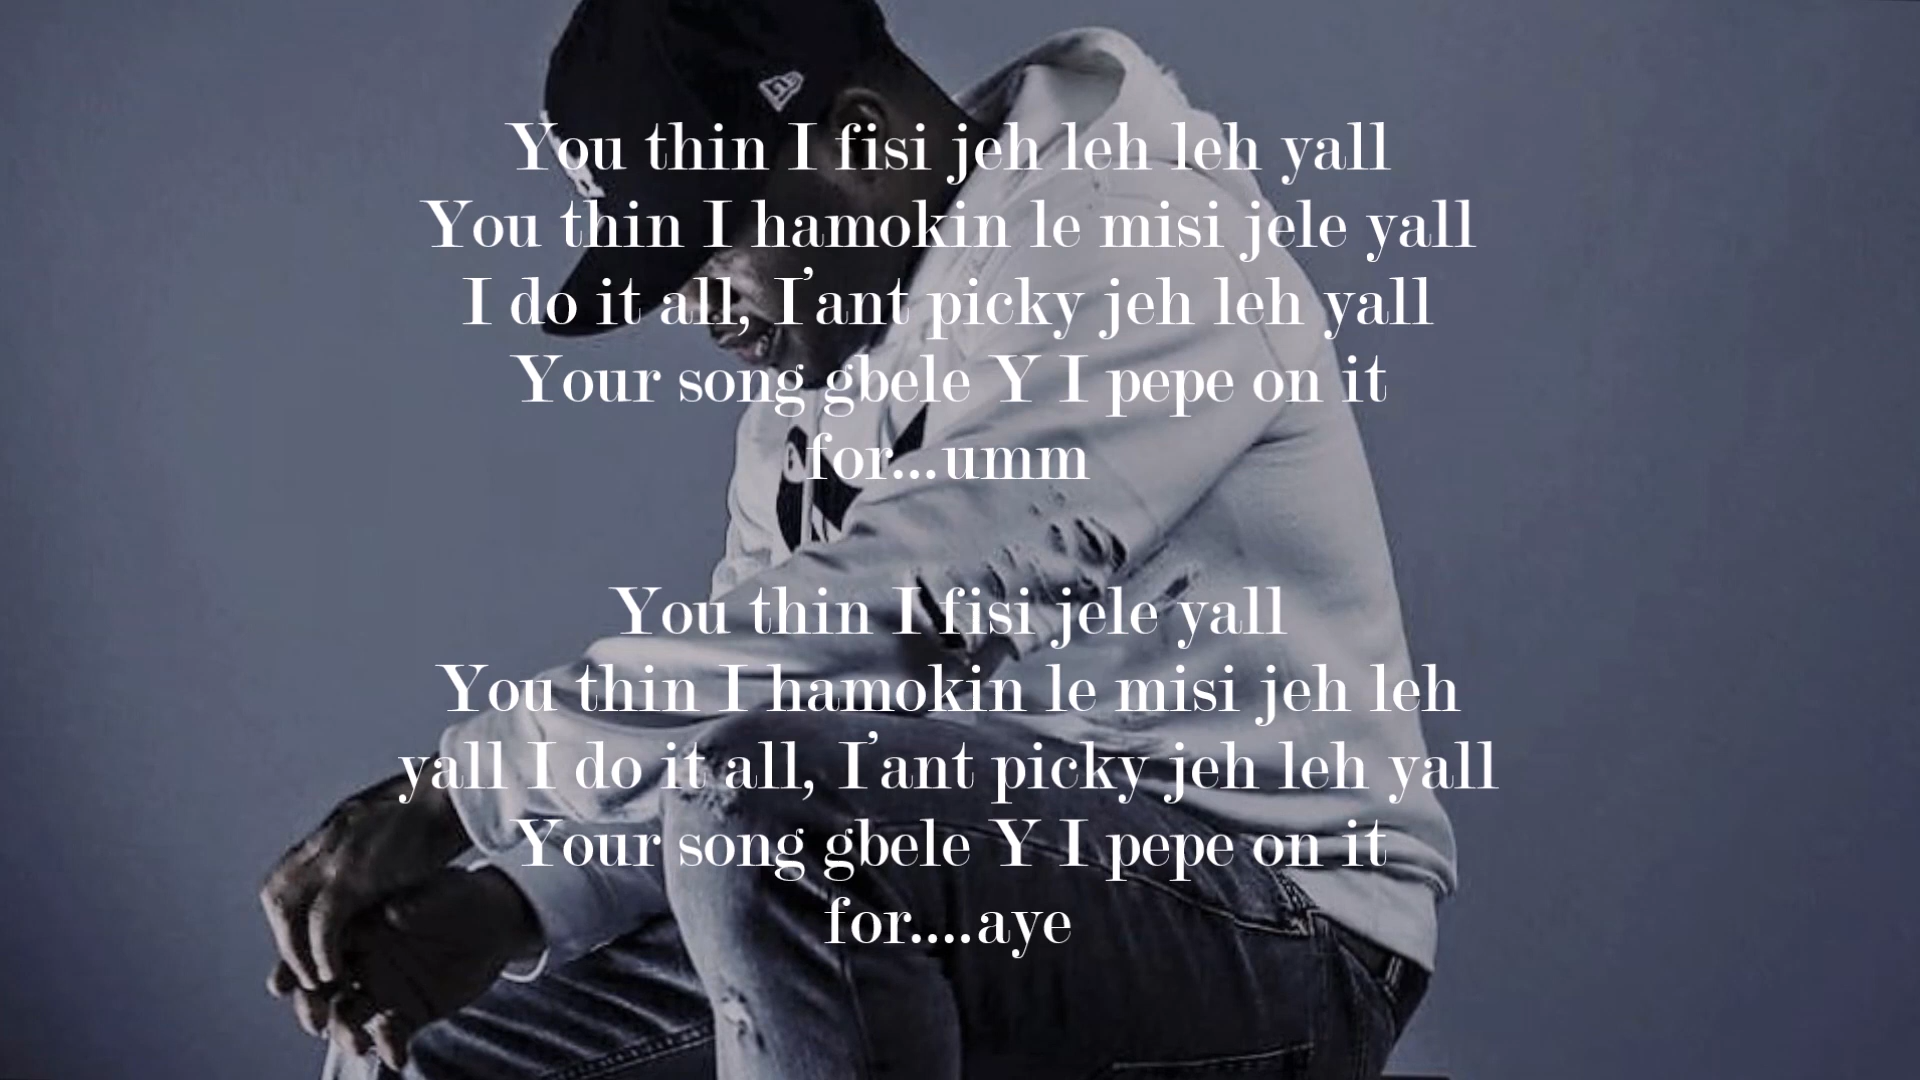 You thin I fisi jeh leh leh yall
You thin I hamokin le misi jele yall
I do it all, I'ant picky jeh leh yall
Your song gbele Y I pepe on it
for...umm
You thin I fisi jele yall
You thin I hamokin le misi jeh leh
yall I do it all, I'ant picky jeh leh yall
Your song gbele Y I pepe on it
for....aye